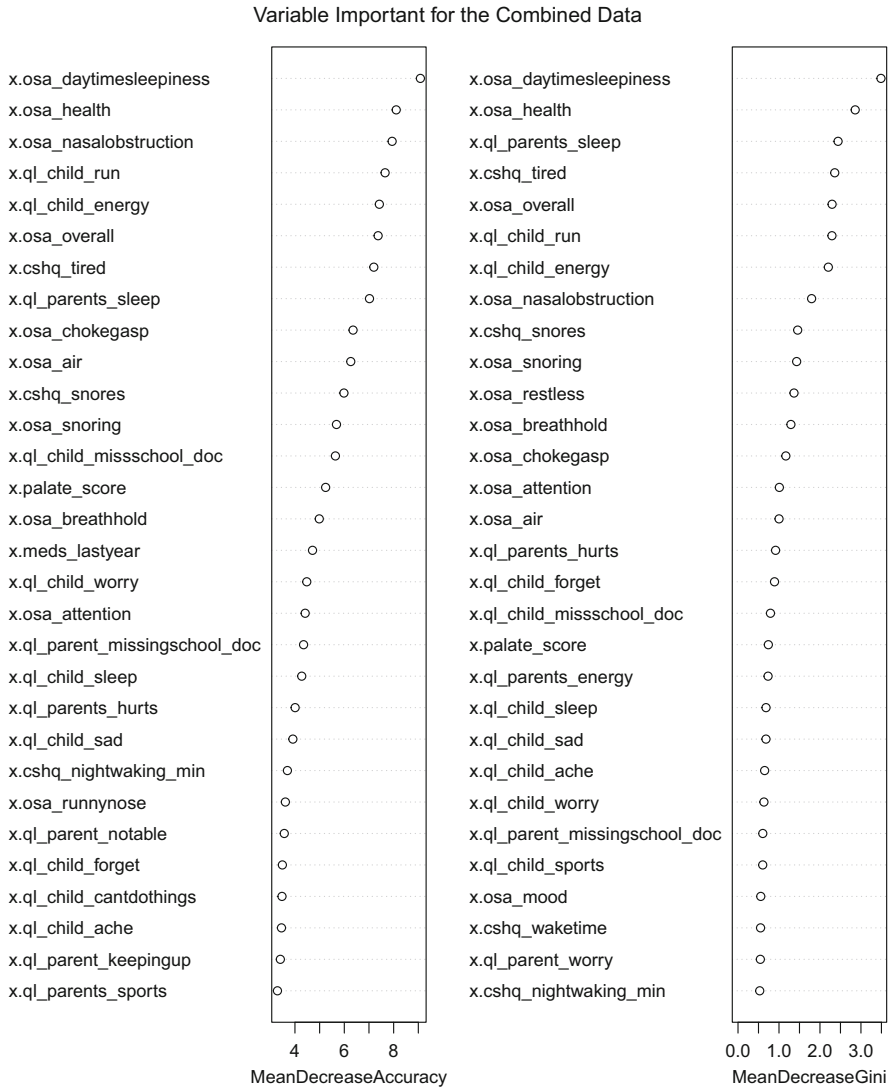 Variable Important for the Combined Data
x.osa_daytimesleepiness
x.osa_health
x.osa_nasalobstruction
x.ql_child_run
x.ql_child_energy
x.osa_overall
x.cshq_tired
x.ql_parents_sleep
x.osa_chokegasp
x.osa_air
x.cshq_snores
x.osa_snoring
x.ql_child_missschool_doc
x.palate_score
x.osa_breathhold
x.meds_lastyear
x.ql_child_worry
x.osa_attention
x.ql_parent_missingschool_doc
x.ql_child_sleep
x.ql_parents_hurts
x.ql_child_sad
x.cshq_nightwaking_min
x.osa_runnynose
x.ql_parent_notable
x.ql_child_forget
x.ql_child_cantdothings
x.ql_child_ache
x.ql_parent_keepingup
x.ql_parents_sports
4 6 8
MeanDecreaseAccuracy
x.osa_daytimesleepiness
x.osa_health
x.ql_parents_sleep
x.cshq_tired
x.osa_overall
x.ql_child_run
x.ql_child_energy
x.osa_nasalobstruction
x.cshq_snores
x.osa_snoring
x.osa_restless
x.osa_breathhold
x.osa_chokegasp
x.osa_attention
x.osa_air
x.ql_parents_hurts
x.ql_child_forget
x.ql_child_missschool_doc
x.palate_score
x.ql_parents_energy
x.ql_child_sleep
x.ql_child_sad
x.ql_child_ache
x.ql_child_worry
x.ql_parent_missingschool_doc
x.ql_child_sports
x.osa_mood
x.cshq_waketime
x.ql_parent_worry
x.cshq_nightwaking_min
0.0 1.0 2.0 3.0
MeanDecreaseGini